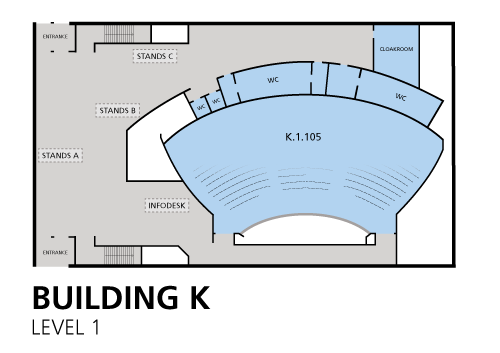 ENTRANCE
CLOAKROOM
STANDS C
WC
WC
WC
WC
STANDS B
K.1.105
STANDS A
INFODESK
ENTRANCE
BUILDING K
LEVEL 1